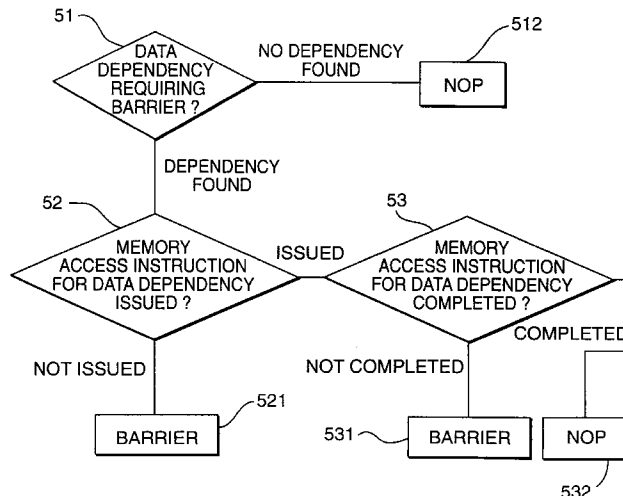 51
DATA
DEPENDENCY
REQUIRING
BARRIER ?
NO DEPENDENCY
FOUND
512
NOP
DEPENDENCY
FOUND
52
MEMORY
ACCESS INSTRUCTION
FOR DATA DEPENDENCY
ISSUED ?
ISSUED
53
MEMORY
ACCESS INSTRUCTION
FOR DATA DEPENDENCY
COMPLETED ?
COMPLETED
NOT ISSUED
521
BARRIER
NOT COMPLETED
531
BARRIER
NOP
532